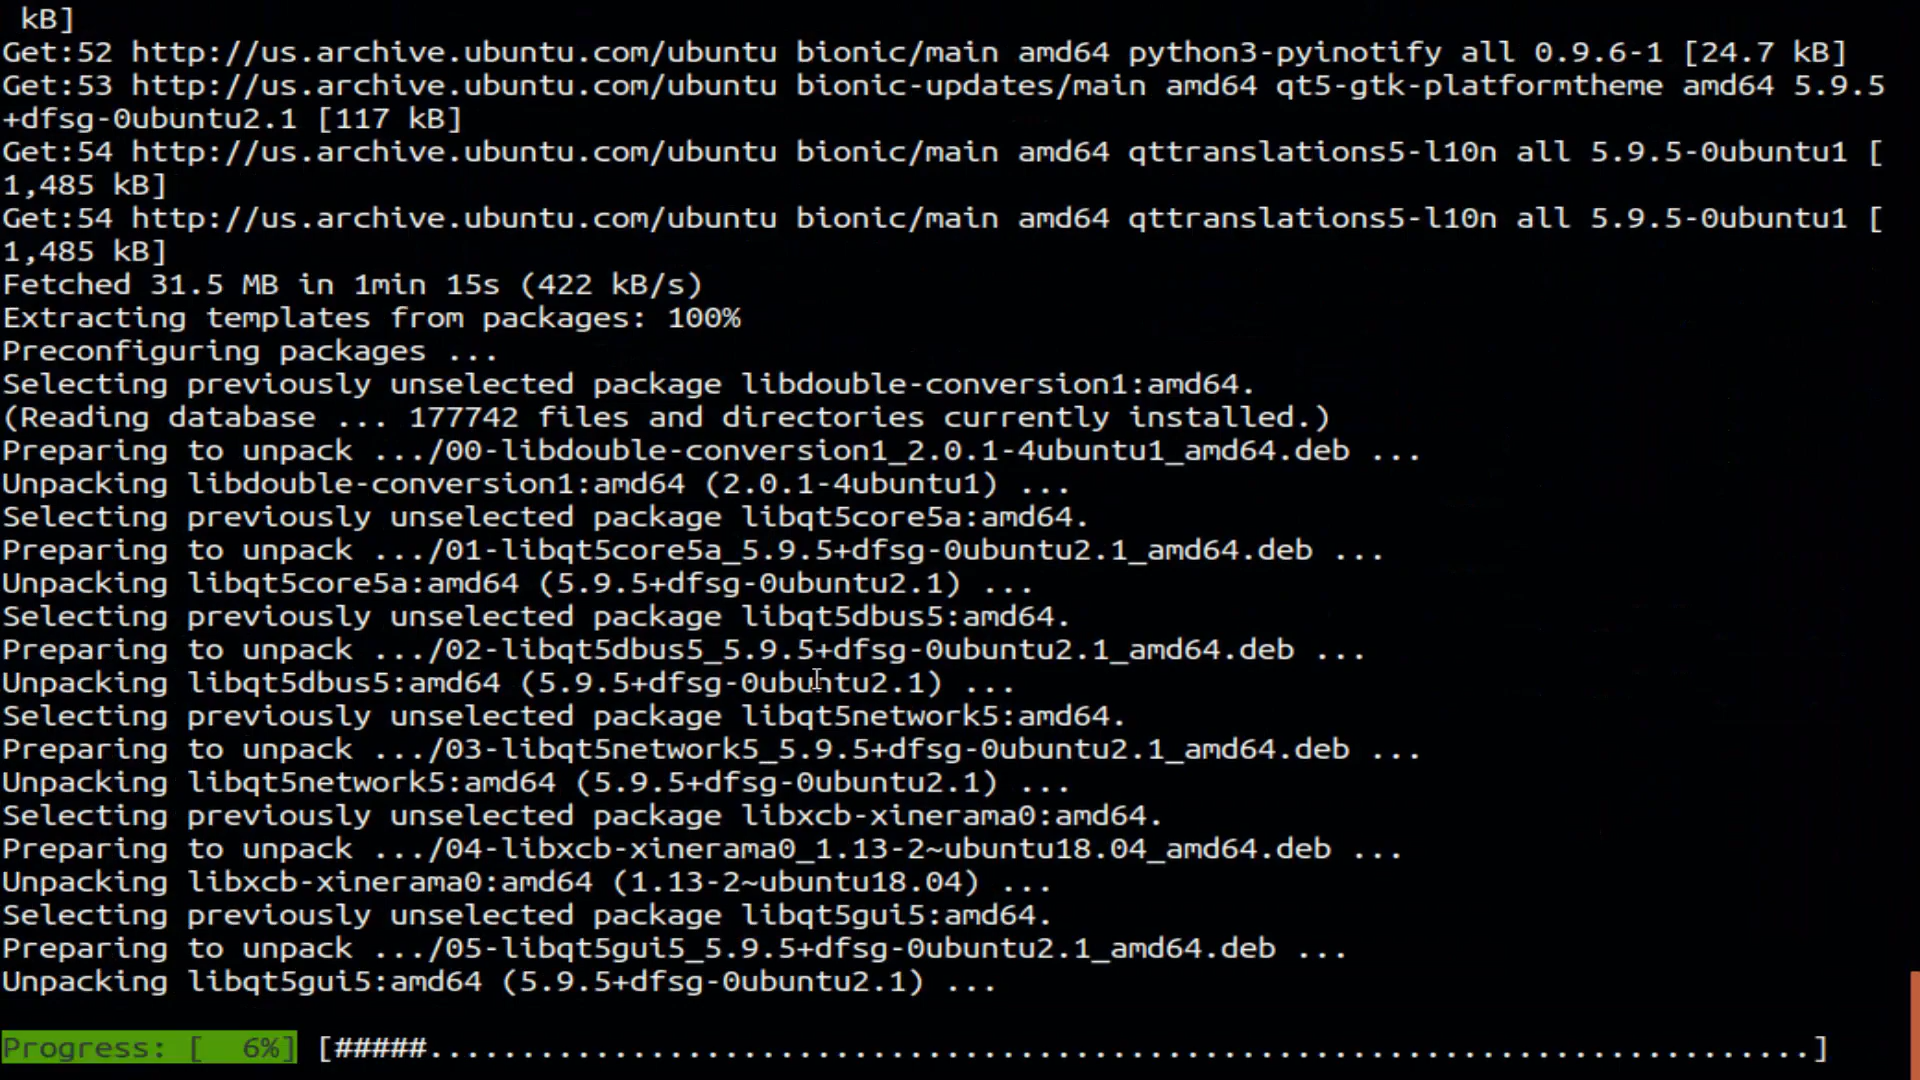 kB]
Get:52 http://us.archive.ubuntu.com/ubuntu bionic/main amd64 python3-pyinotify all 0.9.6-1 [24.7 kB]
Get:53 http://us.archive.ubuntu.com/ubuntu bionic-updates/main amd64 qt5-gtk-platformtheme amd64 5.9.5
+dfsg-0ubuntu2.1 [117 kB]
Get:54 http://us.archive.ubuntu.com/ubuntu bionic/main amd64 qttranslations5-l10n all 5.9.5-0ubuntu1 [
1,485 kB]
Get:54 http://us.archive.ubuntu.com/ubuntu bionic/main amd64 qttranslations5-l10n all 5.9.5-0ubuntu1 [
1,485 kB]
Fetched 31.5 MB in 1min 15s (422 kB/s)
Extracting templates from packages: 100%
Preconfiguring packages ...
Selecting previously unselected package libdouble-conversion1:amd64.
(Reading database ... 177742 files and directories currently installed.)
Preparing to unpack .../00-libdouble-conversion1_2.0.1-4ubuntu1_amd64.deb ...
Unpacking libdouble-conversion1:amd64 (2.0.1-4ubuntu1) ...
Selecting previously unselected package libqt5core5a:amd64.
Preparing to unpack .../01-libqt5core5a_5.9.5+dfsg-0ubuntu2.1_amd64.deb ...
Unpacking libqt5core5a:amd64 (5.9.5+dfsg-0ubuntu2.1) ...
Selecting previously unselected package libqt5dbus5:amd64.
Preparing to unpack .../02-libqt5dbus5_5.9.5+dfsg-0ubuntu2.1_amd64.deb ...
Unpacking libqt5dbus5:amd64 (5.9.5+dfsg-0ubuntu2.1) ...
Selecting previously unselected package libqt5network5:amd64.
Preparing to unpack .../03-libqt5network5_5.9.5+dfsg-0ubuntu2.1_amd64.deb ...
Unpacking libqt5network5:amd64 (5.9.5+dfsg-0ubuntu2.1) ...
Selecting previously unselected package libxcb-xinerama0:amd64.
Preparing to unpack .../04-libxcb-xinerama0_1.13-2~ubuntu18.04_amd64.deb ...
Unpacking libxcb-xinerama0:amd64 (1.13-2~ubuntu18.04) ...
Selecting previously unselected package libqt5gui5:amd64.
Preparing to unpack .../05-libqt5gui5_5.9.5+dfsg-0ubuntu2.1_amd64.deb ...
Unpacking libqt5gui5:amd64 (5.9.5+dfsg-0ubuntu2.1) ...
Progress: [  6%] [#####...........................................................................]